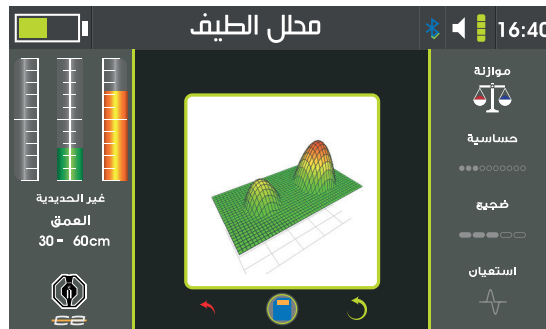 محلل الطيف
16:40
موازنة
حساسية
ضجيج
استعيان
غير الحديدية
العمق
30 - 60cm